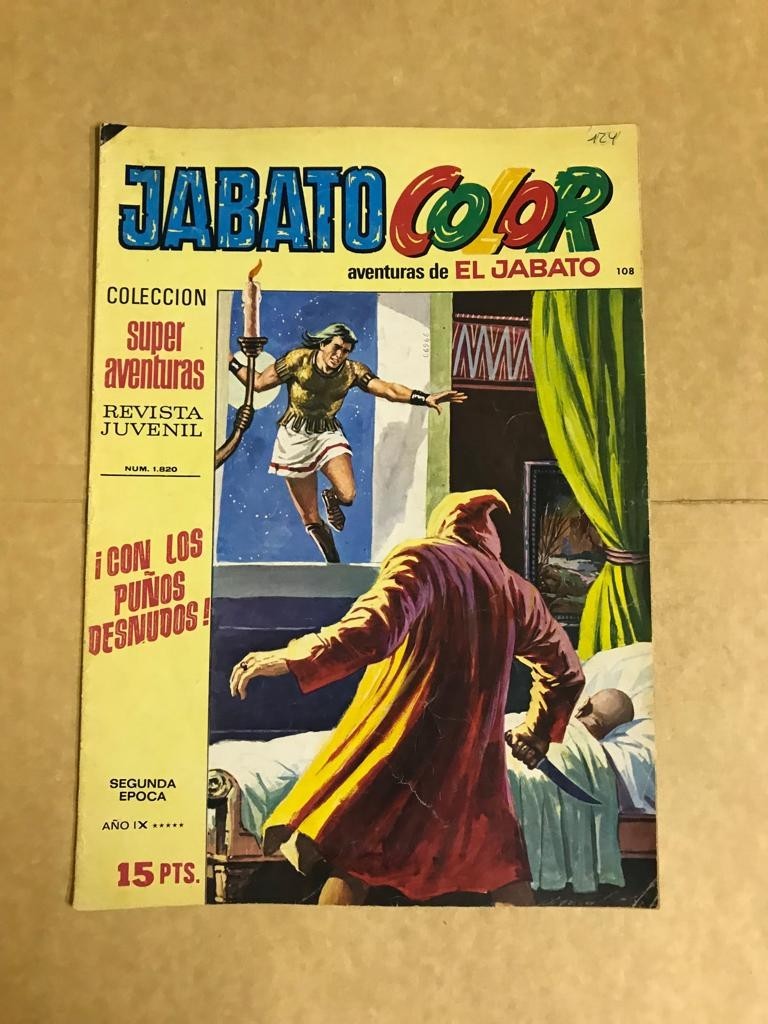 124
JABATO COLOR
aventuras de EL JABATO 108
COLECCION
super
aventuras
REVISTA
JUVENIL
NUM. 1.820
¡CON LOS
PUÑOS
DESNUDOS!
SEGUNDA
EPOCA
AÑO IX *****
15 PTS.